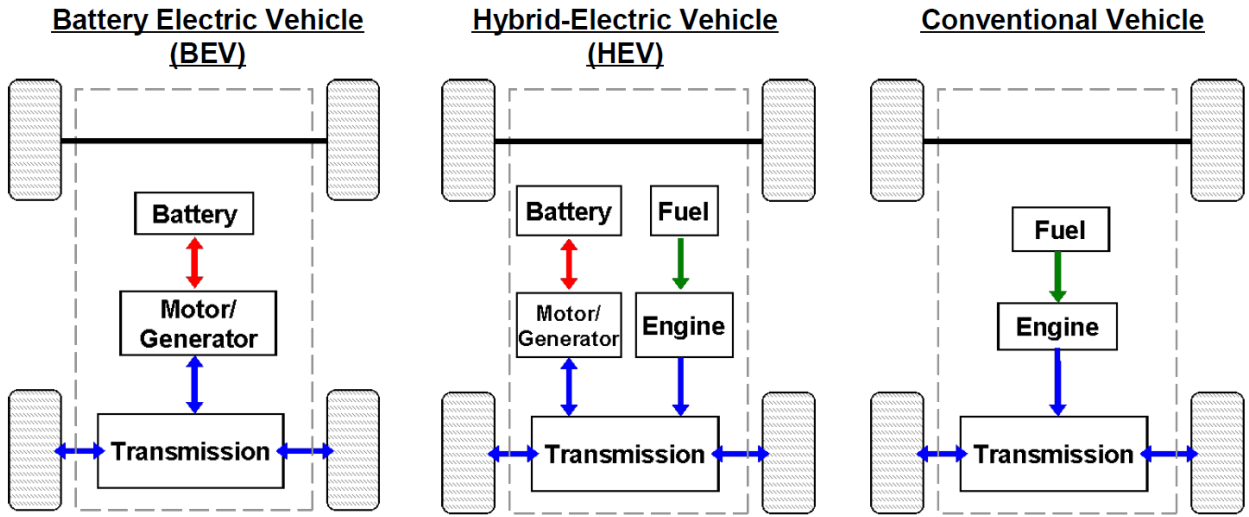 Battery Electric Vehicle
(BEV)
Battery
Motor/
Generator
Transmission
Hybrid-Electric Vehicle
(HEV)
Battery
Fuel
Motor/
Generator
Engine
Transmission
Conventional Vehicle
Fuel
Engine
Transmission